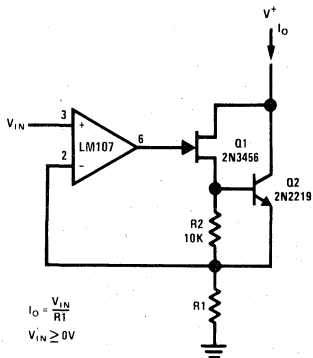 V+
IO
3
VIN
+
LM107
6
2
−
Q1
2N3456
Q2
2N2219
R2
10K
R1
IO = VIN
R1
VIN ≥ 0V